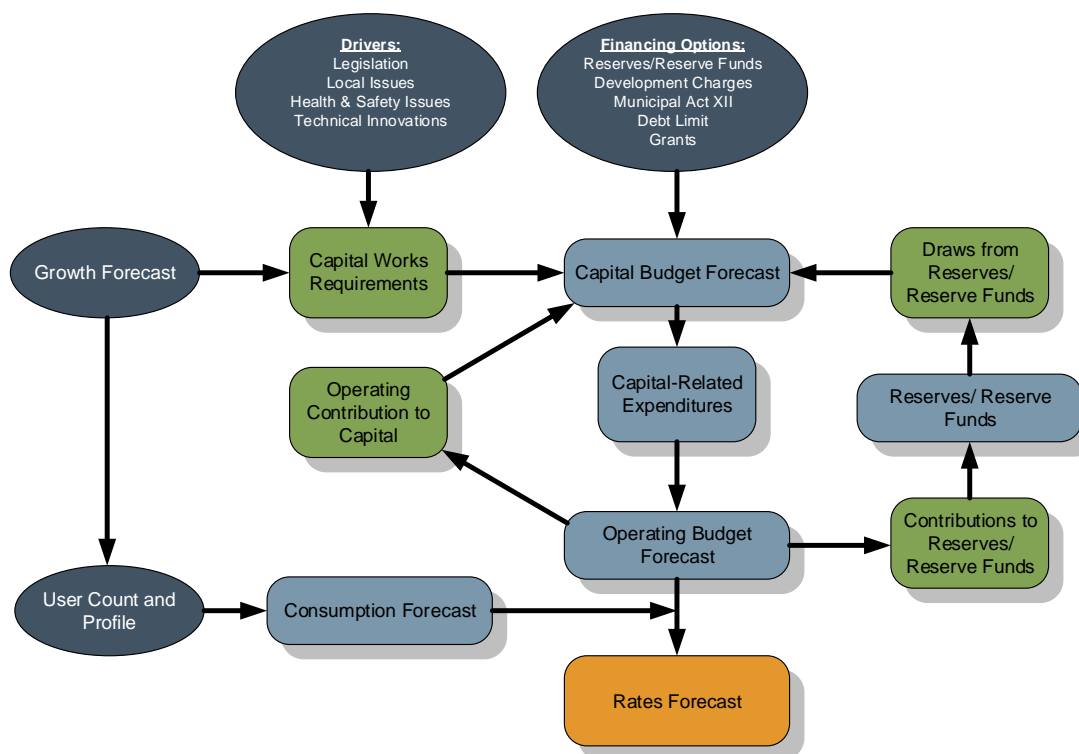 Drivers:
Legislation
Local Issues
Health & Safety Issues
Technical Innovations
Financing Options:
Reserves/Reserve Funds
Development Charges
Municipal Act XII
Debt Limit
Grants
Growth Forecast
Capital Works
Requirements
Capital Budget Forecast
Draws from
Reserves/
Reserve Funds
Operating
Contribution to
Capital
Capital-Related
Expenditures
Reserves/ Reserve
Funds
Operating Budget
Forecast
Contributions to
Reserves/
Reserve Funds
User Count and
Profile
Consumption Forecast
Rates Forecast